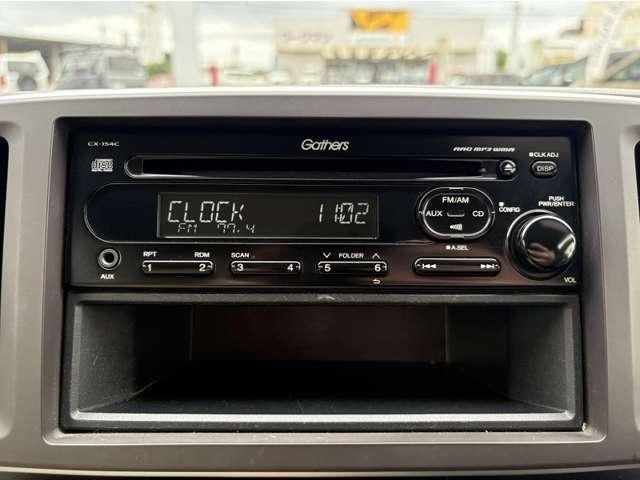 CX-154C
Gathers
AAC MP3 WMA
CLK ADJ
DISP
CLOCK 11:02
FM 77.4
FM/AM
AUX
CD
CONFIG
PUSH
PWR/ENTER
A.SEL
VOL
AUX
RPT
1
RDM
2
SCAN
3
4
FOLDER
5
6